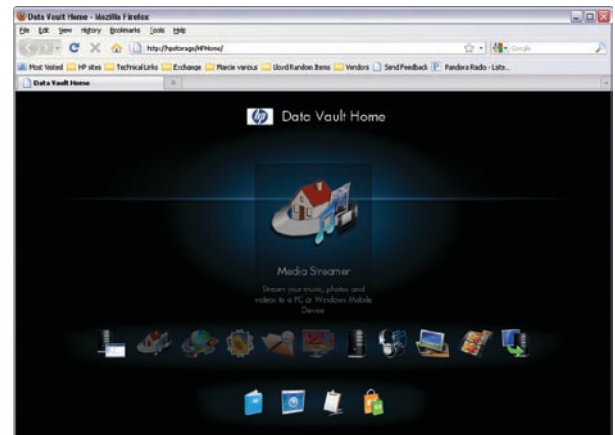 Data Vault Home - Mozilla Firefox
File Edit View History Bookmarks Tools Help
http://hpstorage/HPHome/
Google
Most Visited HP sites Technical Links Exchange Marcie various Lloyd Random Items Vendors Send Feedback Pandora Radio - Liste...
Data Vault Home
hp Data Vault Home
Media Streamer
Stream your music, photos and
videos to a PC or Windows Mobile
Device